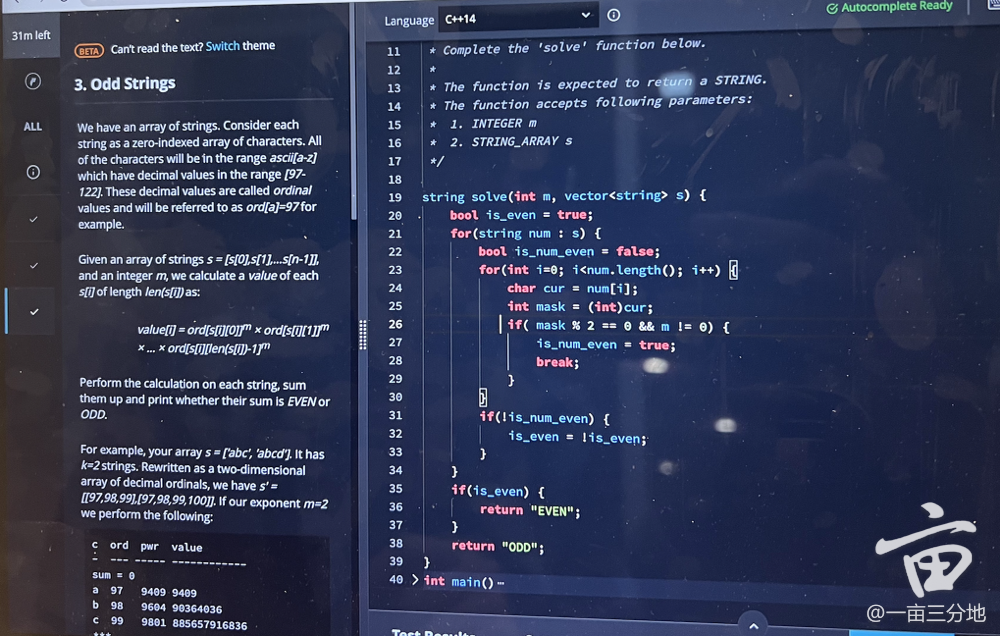 31m left
ALL
BETA Can't read the text? Switch theme
3. Odd Strings
We have an array of strings. Consider each
string as a zero-indexed array of characters. All
of the characters will be in the range ascii[a-z]
which have decimal values in the range [97-
122]. These decimal values are called ordinal
values and will be referred to as ord[a]=97 for
example.
Given an array of strings s = [s[0],s[1],...s[n-1]],
and an integer m, we calculate a value of each
s[i] of length len(s[i]) as:
value[i] = ord[s[i][0]]^m × ord[s[i][1]]^m
× ... × ord[s[i][len(s[i])-1]^m
Perform the calculation on each string, sum
them up and print whether their sum is EVEN or
ODD.
For example, your array s = ['abc', 'abcd']. It has
k=2 strings. Rewritten as a two-dimensional
array of decimal ordinals, we have s' =
[[97,98,99],[97,98,99,100]]. If our exponent m=2
we perform the following:
c ord pwr value
- --- ----- ------------
sum = 0
a 97 9409 9409
b 98 9604 90364036
c 99 9801 885657916836
***
Language C++14
Autocomplete Ready
11 * Complete the 'solve' function below.
12 *
13 * The function is expected to return a STRING.
14 * The function accepts following parameters:
15 * 1. INTEGER m
16 * 2. STRING_ARRAY s
17 */
18
19 string solve(int m, vector<string> s) {
20 bool is_even = true;
21 for(string num : s) {
22 bool is_num_even = false;
23 for(int i=0; i<num.length(); i++) {
24 char cur = num[i];
25 int mask = (int)cur;
26 if( mask % 2 == 0 && m != 0) {
27 is_num_even = true;
28 break;
29 }
30 }
31 if(!is_num_even) {
32 is_even = !is_even;
33 }
34 }
35 if(is_even) {
36 return "EVEN";
37 }
38 return "ODD";
39 }
40 int main()
亩
@一亩三分地